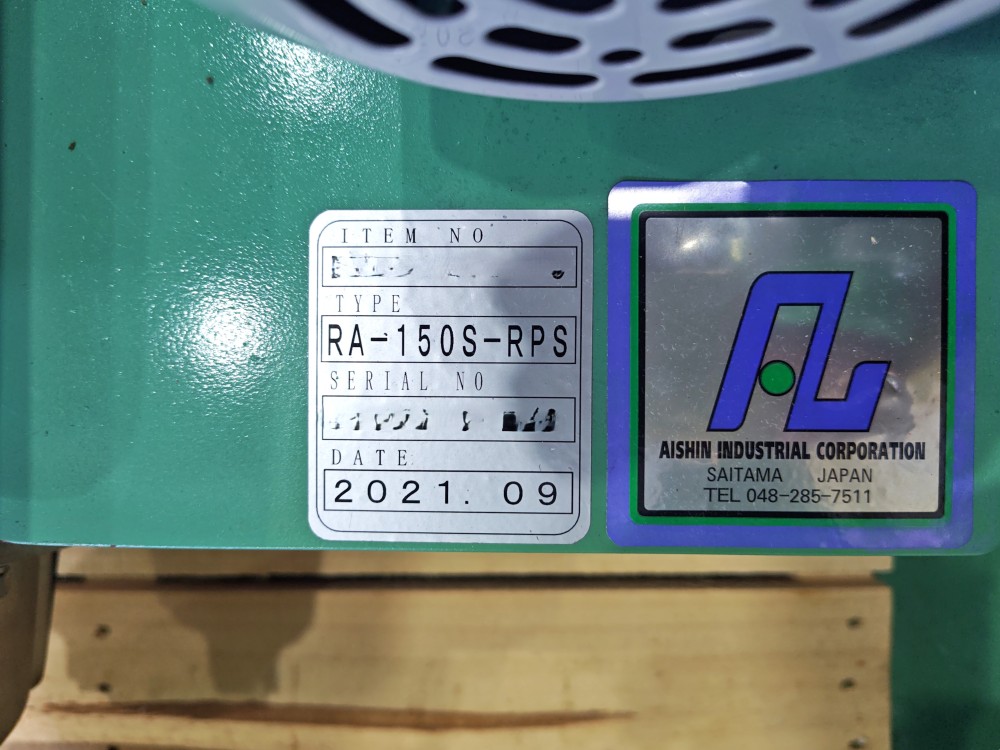 ITEM NO
TYPE
RA-150S-RPS
SERIAL NO
DATE
2021. 09
AISHIN INDUSTRIAL CORPORATION
SAITAMA JAPAN
TEL 048-285-7511